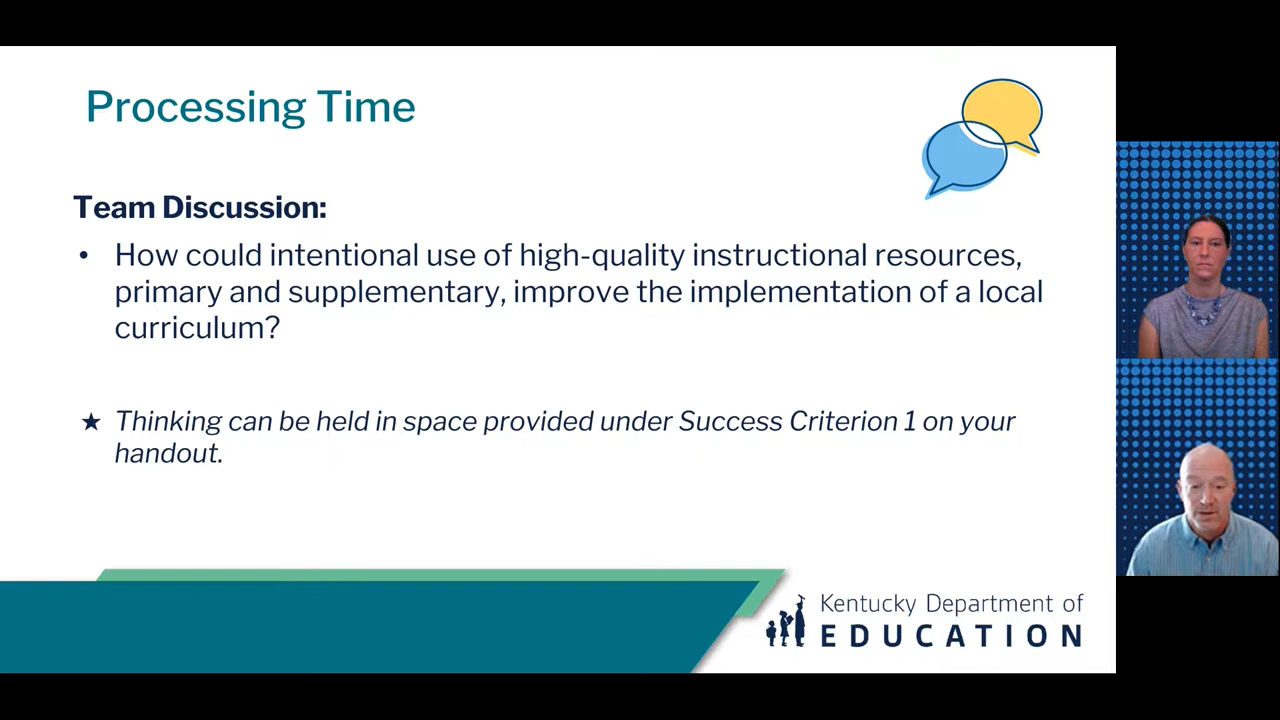 Processing Time
Team Discussion:
• How could intentional use of high-quality instructional resources,
primary and supplementary, improve the implementation of a local
curriculum?
★ Thinking can be held in space provided under Success Criterion 1 on your
handout.
Kentucky Department of
EDUCATION